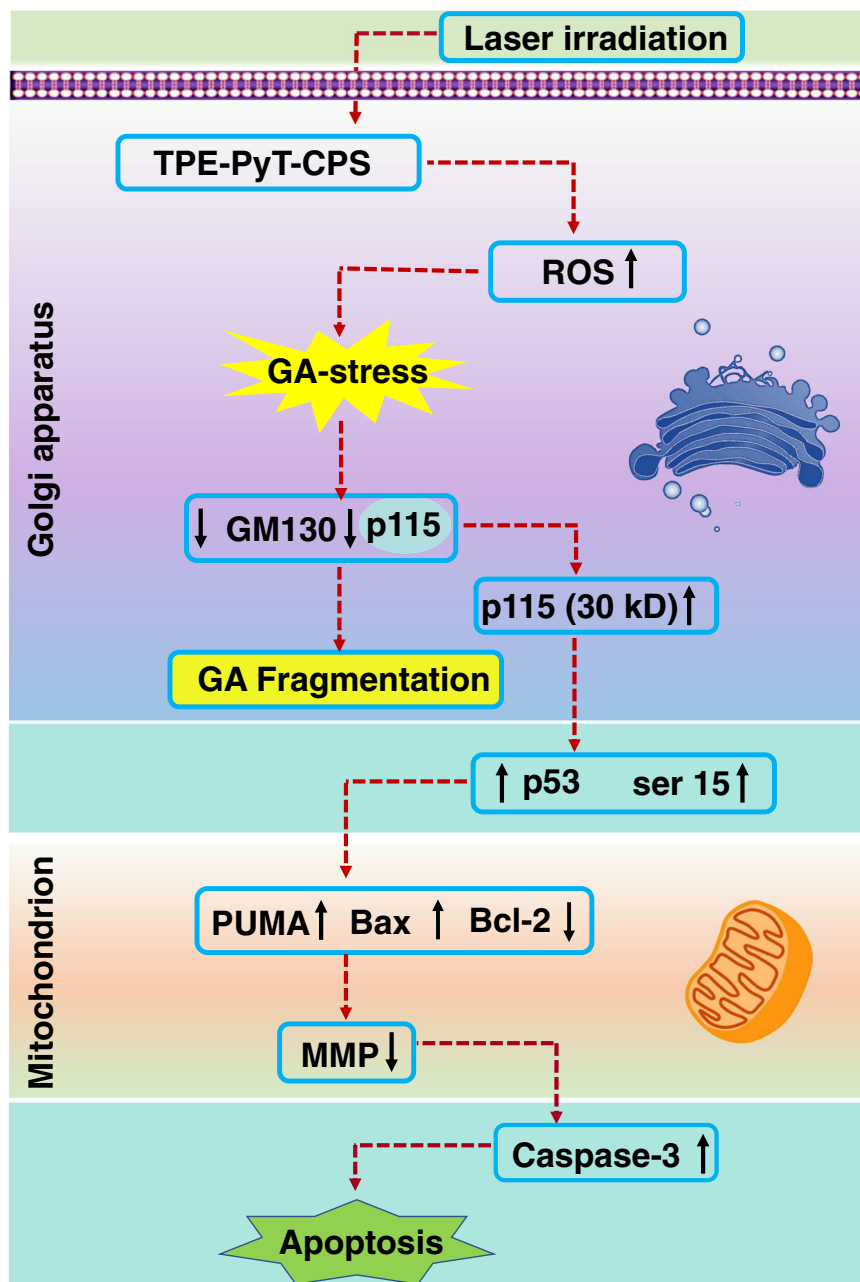 Laser irradiation
TPE-PyT-CPS
ROS ↑
Golgi apparatus
GA-stress
↓ GM130 ↓ p115
p115 (30 kD) ↑
GA Fragmentation
↑ p53 ser 15 ↑
Mitochondrion
PUMA ↑ Bax ↑ Bcl-2 ↓
MMP ↓
Caspase-3 ↑
Apoptosis